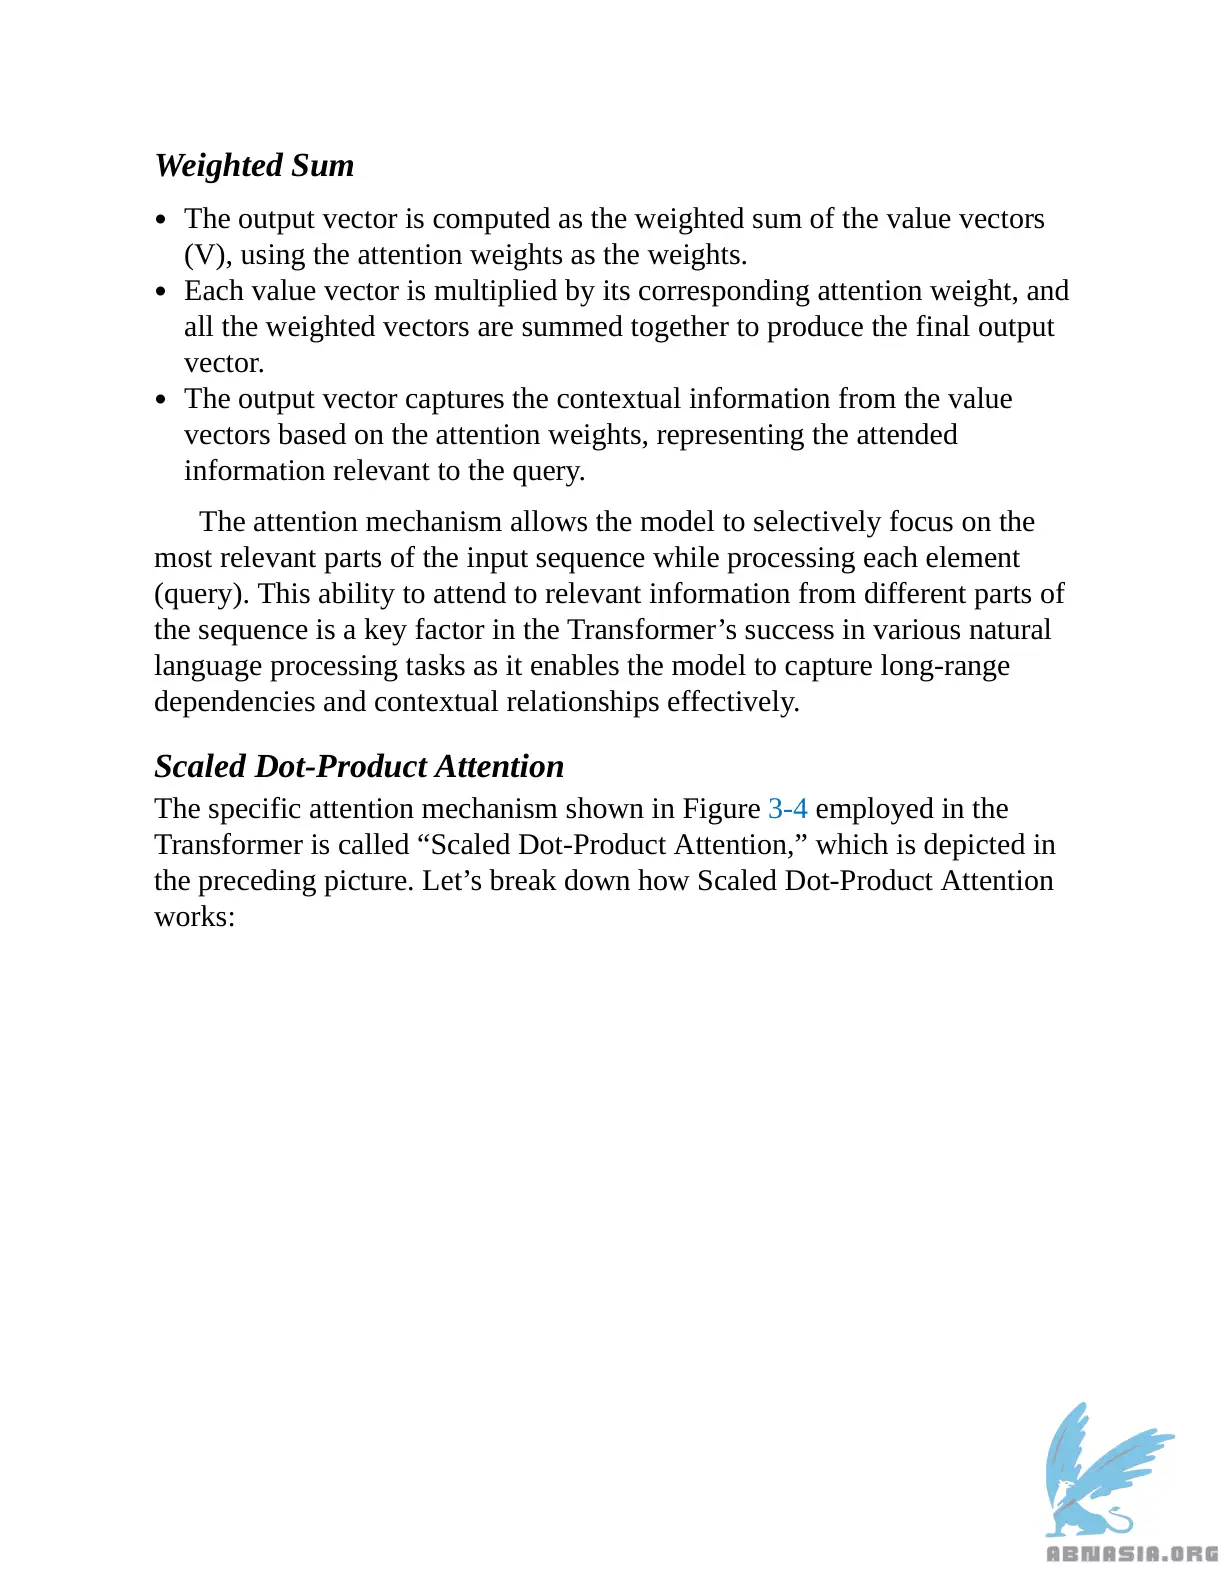 Weighted Sum
• The output vector is computed as the weighted sum of the value vectors
(V), using the attention weights as the weights.
• Each value vector is multiplied by its corresponding attention weight, and
all the weighted vectors are summed together to produce the final output
vector.
• The output vector captures the contextual information from the value
vectors based on the attention weights, representing the attended
information relevant to the query.
The attention mechanism allows the model to selectively focus on the
most relevant parts of the input sequence while processing each element
(query). This ability to attend to relevant information from different parts of
the sequence is a key factor in the Transformer’s success in various natural
language processing tasks as it enables the model to capture long-range
dependencies and contextual relationships effectively.
Scaled Dot-Product Attention
The specific attention mechanism shown in Figure 3-4 employed in the
Transformer is called “Scaled Dot-Product Attention,” which is depicted in
the preceding picture. Let’s break down how Scaled Dot-Product Attention
works:
ABNASIA.ORG